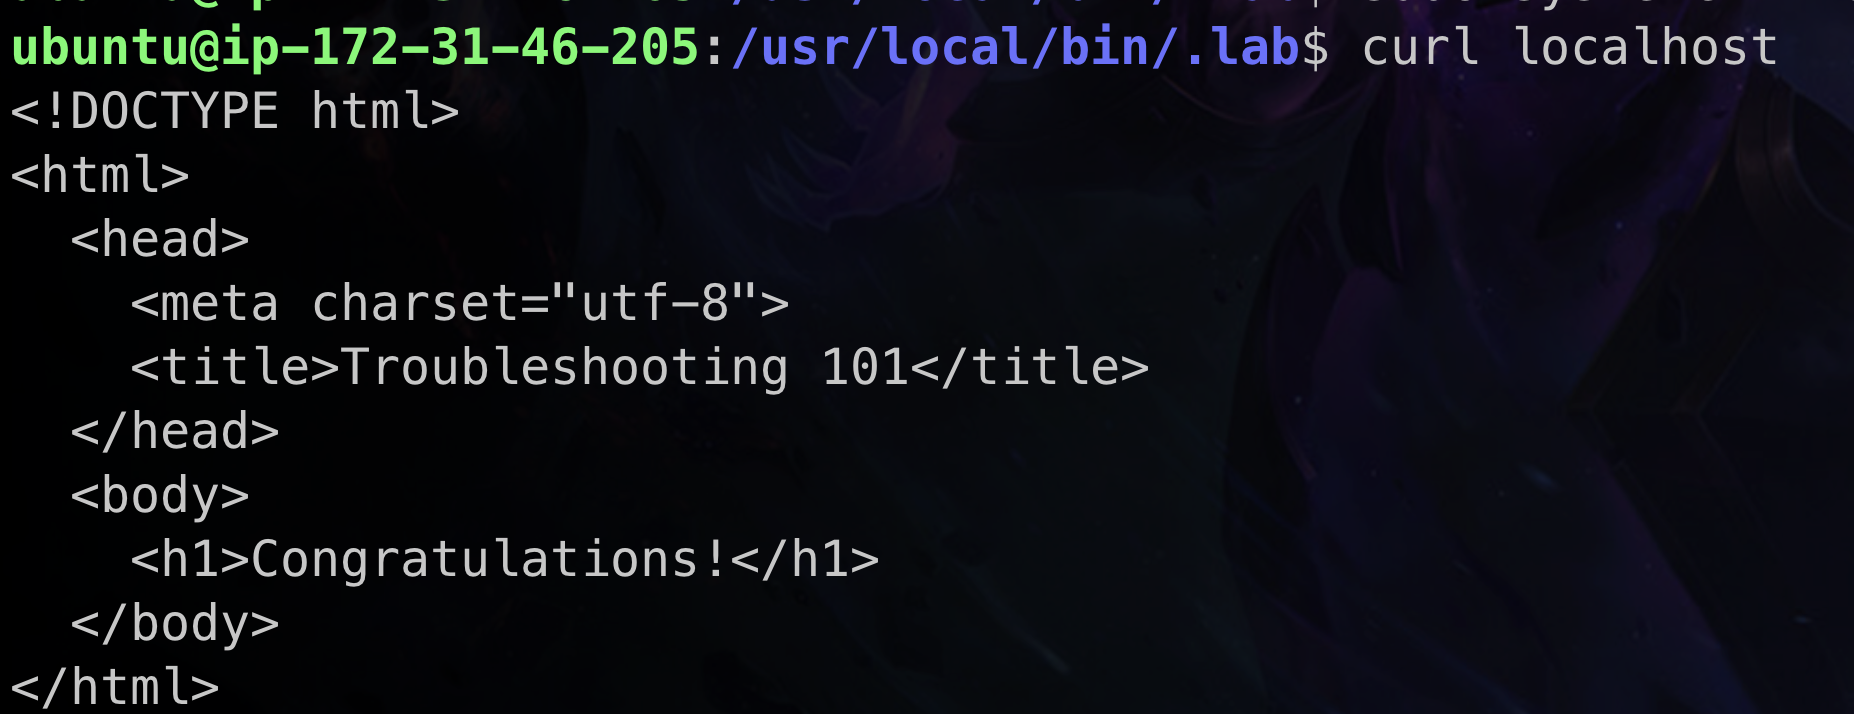 ubuntu@ip-172-31-46-205:/usr/local/bin/.lab$ curl localhost
<!DOCTYPE html>
<html>
  <head>
    <meta charset="utf-8">
    <title>Troubleshooting 101</title>
  </head>
  <body>
    <h1>Congratulations!</h1>
  </body>
</html>